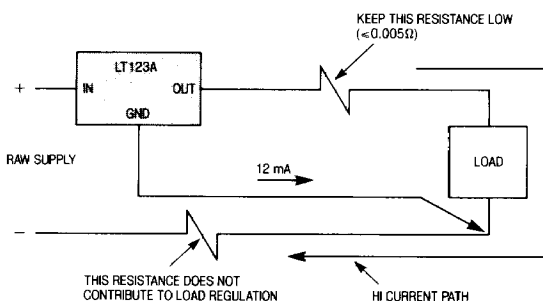 KEEP THIS RESISTANCE LOW
(≤0.005Ω)
LT123A
+
IN
OUT
GND
RAW SUPPLY
LOAD
12 mA
−
THIS RESISTANCE DOES NOT
CONTRIBUTE TO LOAD REGULATION
HI CURRENT PATH